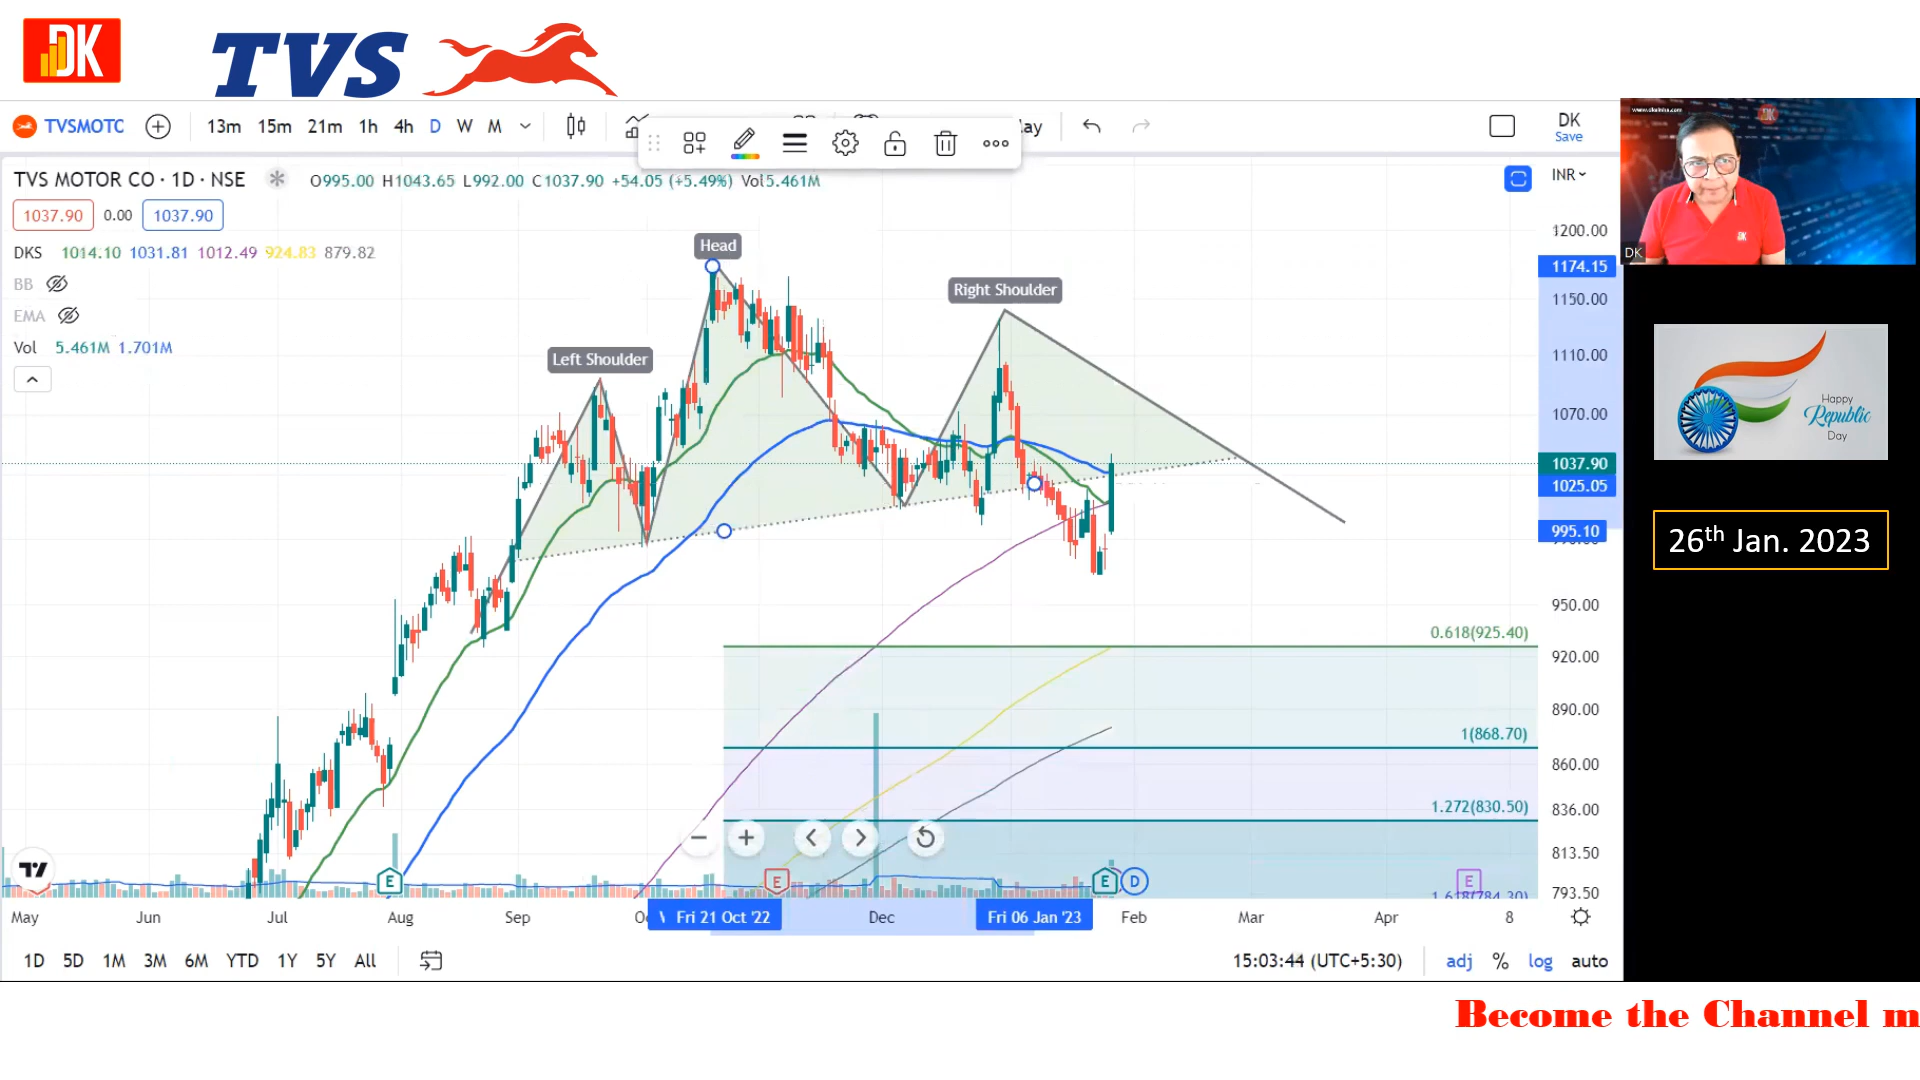 DK
TVS
TVSMOTC
13m 15m 21m 1h 4h D W M
lay
DK
Save
TVS MOTOR CO · 1D · NSE
O995.00 H1043.65 L992.00 C1037.90 +54.05 (+5.49%) Vol5.461M
INR
1037.90 0.00 1037.90
DKS 1014.10 1031.81 1012.49 924.83 879.82
BB
EMA
Vol 5.461M 1.701M
Head
Left Shoulder
Right Shoulder
1200.00
1174.15
1150.00
1110.00
1070.00
1037.90
1025.05
995.10
950.00
920.00
890.00
860.00
836.00
813.50
793.50
0.618(925.40)
1(868.70)
1.272(830.50)
1.618(784.30)
E
E
E
D
E
May Jun Jul Aug Sep Fri 21 Oct '22 Dec Fri 06 Jan '23 Feb Mar Apr 8
1D 5D 1M 3M 6M YTD 1Y 5Y All
15:03:44 (UTC+5:30)
adj % log auto
DK
DK
Happy
Republic
Day
26th Jan. 2023
Become the Channel m